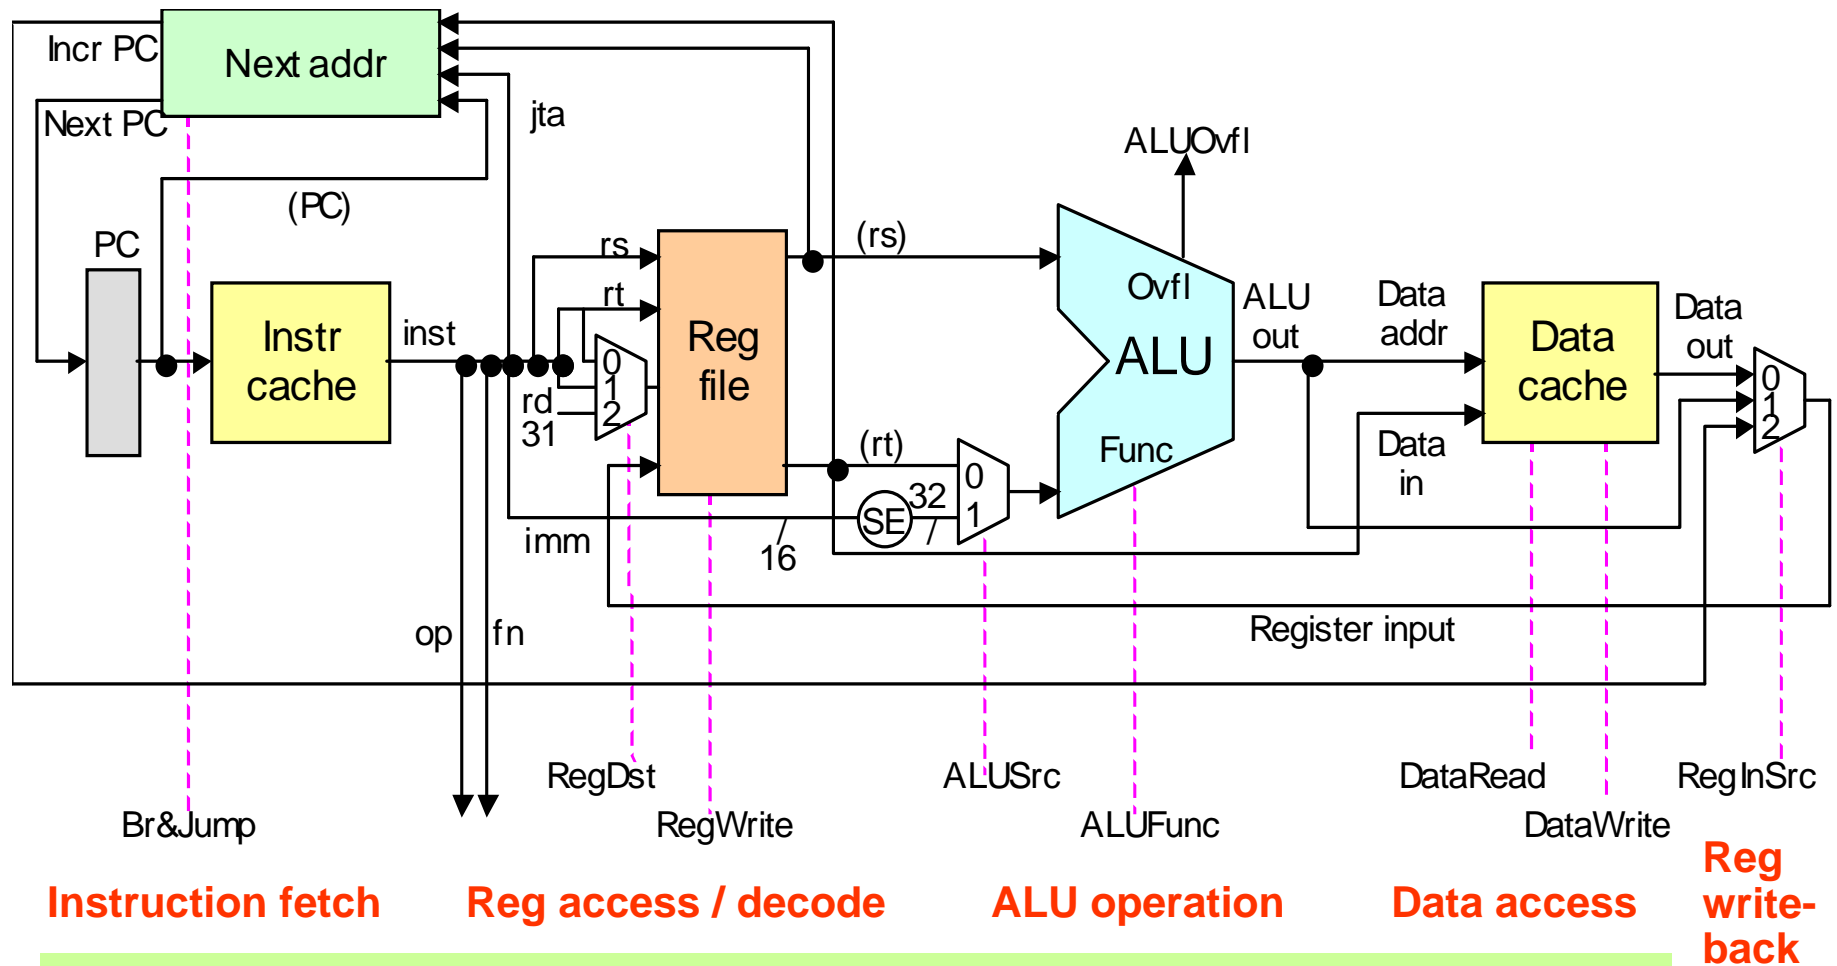 Incr PC
Next addr
Next PC
jta
(PC)
PC
ALUOvfl
rs
(rs)
rt
Instr
cache
inst
0
1
2
rd
31
Reg
file
Ovfl
ALU
Func
ALU
out
Data
addr
Data
cache
Data
out
0
1
2
(rt)
0
1
32
SE
imm
16
Data
in
op
fn
Register input
RegDst
ALUSrc
DataRead
RegInSrc
Br&Jump
RegWrite
ALUFunc
DataWrite
Instruction fetch
Reg access / decode
ALU operation
Data access
Reg
write-
back